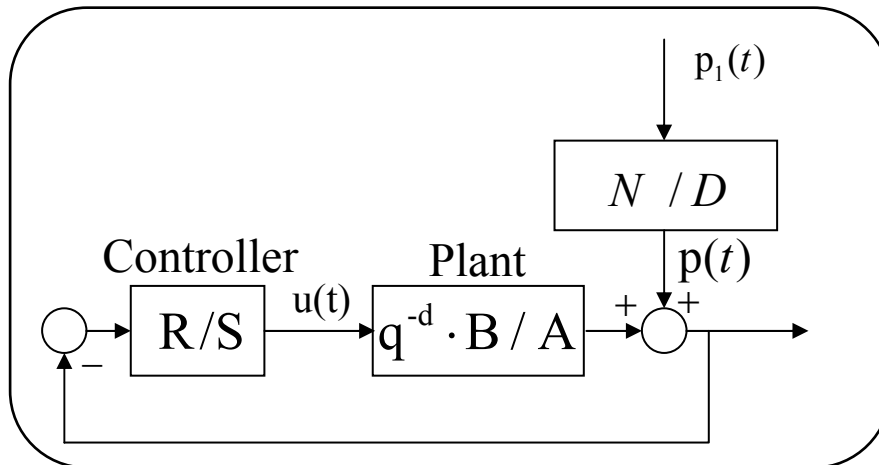 p₁(t)
N / D
Controller
Plant
p(t)
u(t)
+
+
R/S
q⁻ᵈ · B / A
−